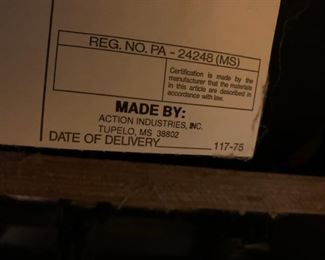 REG. NO. PA - 24248 (MS)
Certification is made by the
manufacturer that the materials
in this article are described in
accordance with law.
MADE BY:
ACTION INDUSTRIES, INC.
TUPELO, MS 38802
DATE OF DELIVERY
117-75